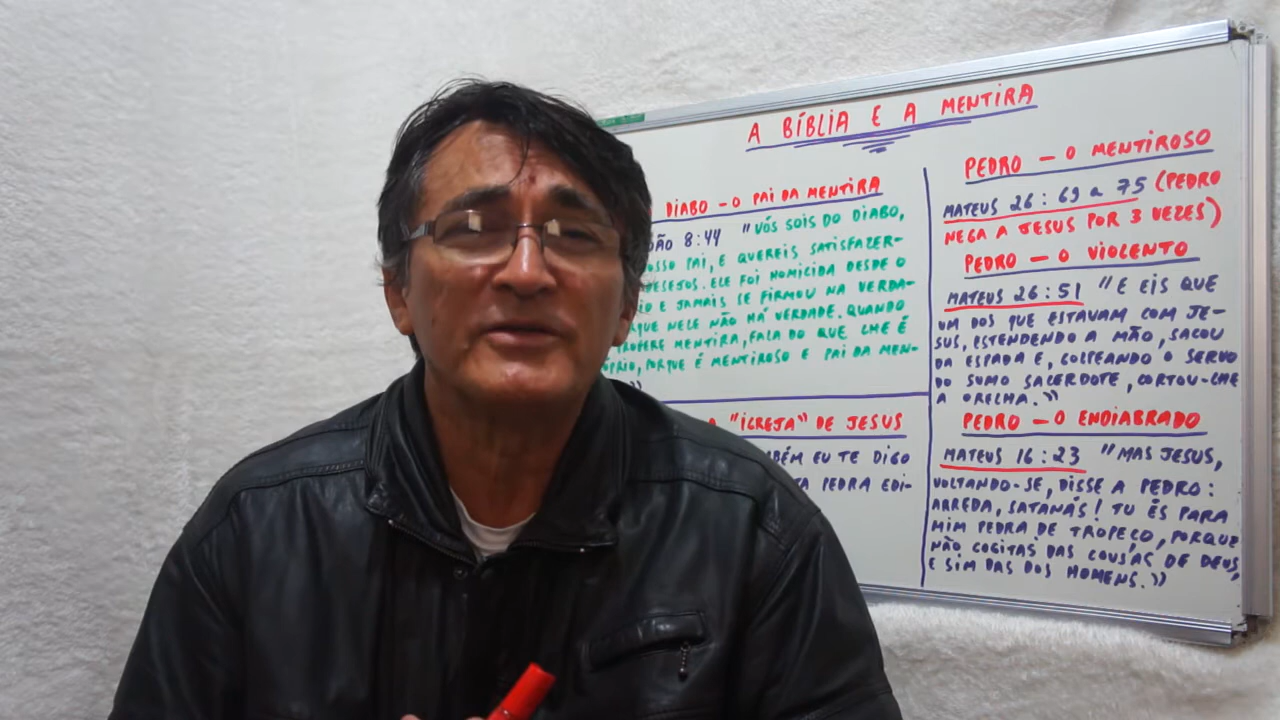 A BÍBLIA E A MENTIRA
DIABO - O PAI DA MENTIRA
8:44 "VÓS SOIS DO DIABO,
PAI, E QUEREIS SATISFAZER-
ELE FOI HOMICIDA DESDE O
E JAMAIS SE FIRMOU NA VERDA-
NELE NÃO HÁ VERDADE. QUANDO
MENTIRA, FALA DO QUE LHE É
PORQUE É MENTIROSO E PAI DA MEN-
"IGREJA" DE JESUS
EU TE DIGO
PEDRA EDI-
PEDRO - O MENTIROSO
MATEUS 26:69 a 75 (PEDRO
NEGA A JESUS POR 3 VEZES)
PEDRO - O VIOLENTO
MATEUS 26:51 "E EIS QUE
UM DOS QUE ESTAVAM COM JE-
SUS, ESTENDENDO A MÃO, SACOU
DA ESPADA E, GOLPEANDO O SERVO
DO SUMO SACERDOTE, CORTOU-LHE
A ORELHA."
PEDRO - O ENDIABRADO
MATEUS 16:23 "MAS JESUS,
VOLTANDO-SE, DISSE A PEDRO:
ARREDA, SATANÁS! TU ÉS PARA
MIM PEDRA DE TROPEÇO, PORQUE
NÃO COGITAS DAS COUSAS DE DEUS,
E SIM DAS DOS HOMENS."